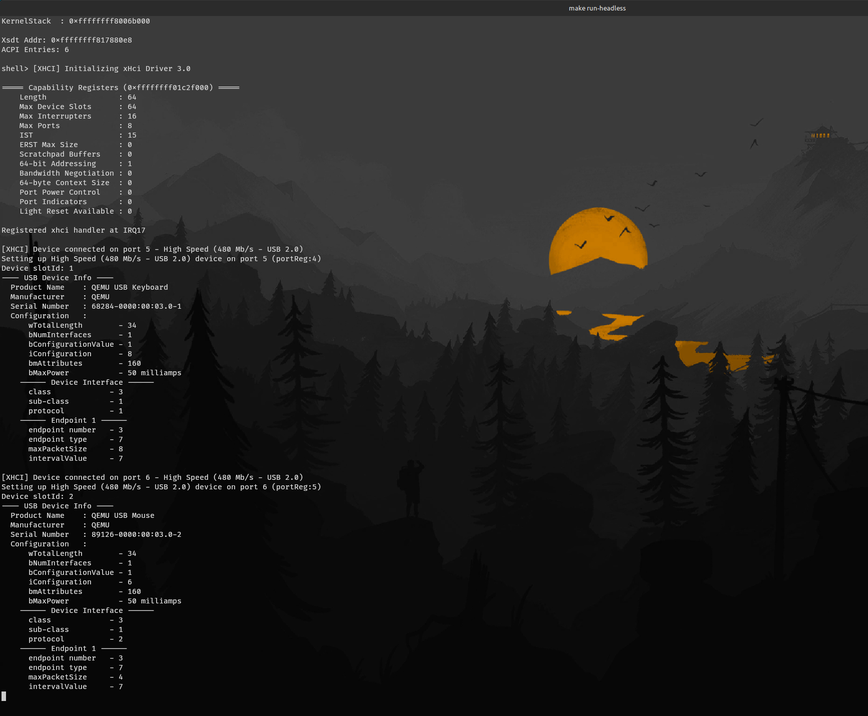 make run-headless
KernelStack : 0xffffffff8006b000
Xsdt Addr: 0xffffffff817880e8
ACPI Entries: 6
shell> [XHCI] Initializing xHci Driver 3.0
===== Capability Registers (0xffffffff01c2f000) =====
Length : 64
Max Device Slots : 64
Max Interrupters : 16
Max Ports : 8
IST : 15
ERST Max Size : 0
Scratchpad Buffers : 0
64-bit Addressing : 1
Bandwidth Negotiation : 0
64-byte Context Size : 0
Port Power Control : 0
Port Indicators : 0
Light Reset Available : 0
Registered xhci handler at IRQ17
[XHCI] Device connected on port 5 - High Speed (480 Mb/s - USB 2.0)
Setting up High Speed (480 Mb/s - USB 2.0) device on port 5 (portReg:4)
Device slotId: 1
---- USB Device Info ----
Product Name : QEMU USB Keyboard
Manufacturer : QEMU
Serial Number : 68284-0000:00:03.0-1
Configuration :
wTotalLength - 34
bNumInterfaces - 1
bConfigurationValue - 1
iConfiguration - 8
bmAttributes - 160
bMaxPower - 50 milliamps
------ Device Interface ------
class - 3
sub-class - 1
protocol - 1
------ Endpoint 1 ------
endpoint number - 3
endpoint type - 7
maxPacketSize - 8
intervalValue - 7
[XHCI] Device connected on port 6 - High Speed (480 Mb/s - USB 2.0)
Setting up High Speed (480 Mb/s - USB 2.0) device on port 6 (portReg:5)
Device slotId: 2
---- USB Device Info ----
Product Name : QEMU USB Mouse
Manufacturer : QEMU
Serial Number : 89126-0000:00:03.0-2
Configuration :
wTotalLength - 34
bNumInterfaces - 1
bConfigurationValue - 1
iConfiguration - 6
bmAttributes - 160
bMaxPower - 50 milliamps
------ Device Interface ------
class - 3
sub-class - 1
protocol - 2
------ Endpoint 1 ------
endpoint number - 3
endpoint type - 7
maxPacketSize - 4
intervalValue - 7